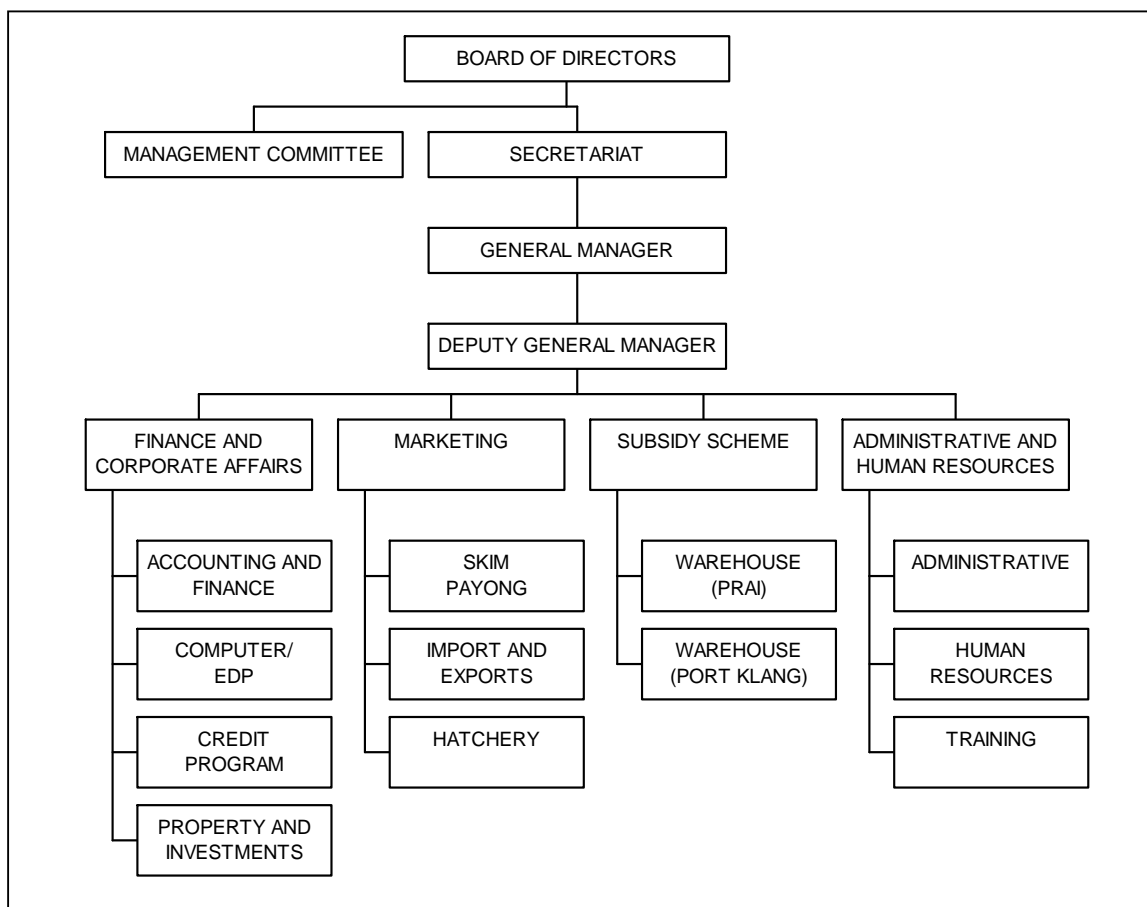 BOARD OF DIRECTORS
MANAGEMENT COMMITTEE
SECRETARIAT
GENERAL MANAGER
DEPUTY GENERAL MANAGER
FINANCE AND
CORPORATE AFFAIRS
MARKETING
SUBSIDY SCHEME
ADMINISTRATIVE AND
HUMAN RESOURCES
ACCOUNTING AND
FINANCE
COMPUTER/
EDP
CREDIT
PROGRAM
PROPERTY AND
INVESTMENTS
SKIM
PAYONG
IMPORT AND
EXPORTS
HATCHERY
WAREHOUSE
(PRAI)
WAREHOUSE
(PORT KLANG)
ADMINISTRATIVE
HUMAN
RESOURCES
TRAINING